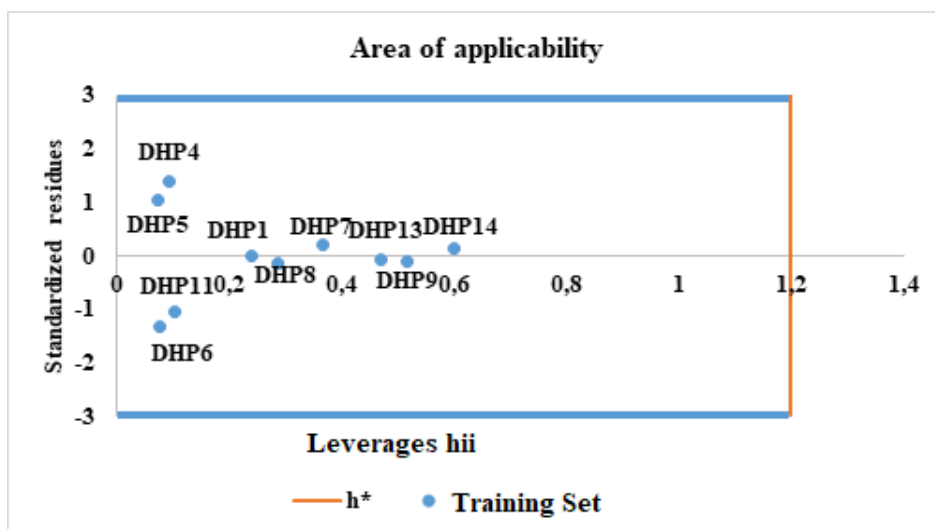 Area of applicability
Standardized residues
3
2
1
0
-1
-2
-3
DHP4
DHP5
DHP1
DHP7
DHP13
DHP14
DHP8
DHP9
DHP11
DHP6
0
0,2
0,4
0,6
0,8
1
1,2
1,4
Leverages hii
h*
Training Set